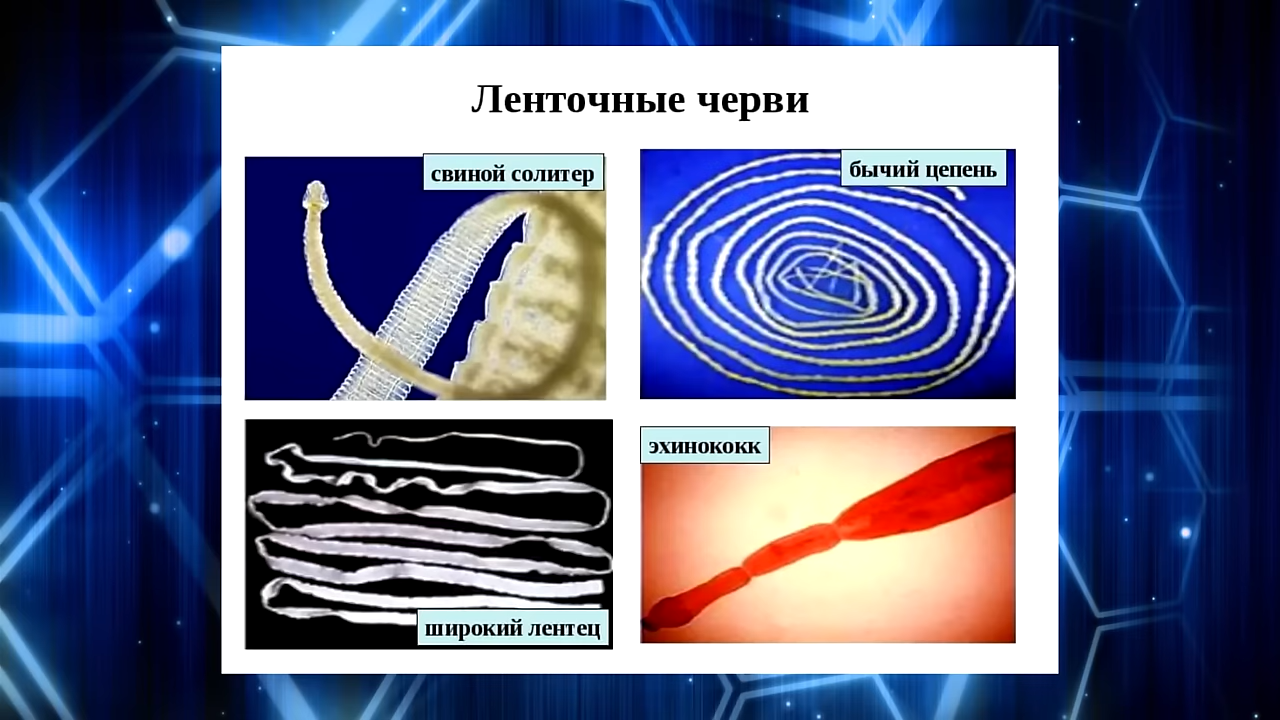 Ленточные черви
свиной солитер
бычий цепень
широкий лентец
эхинококк